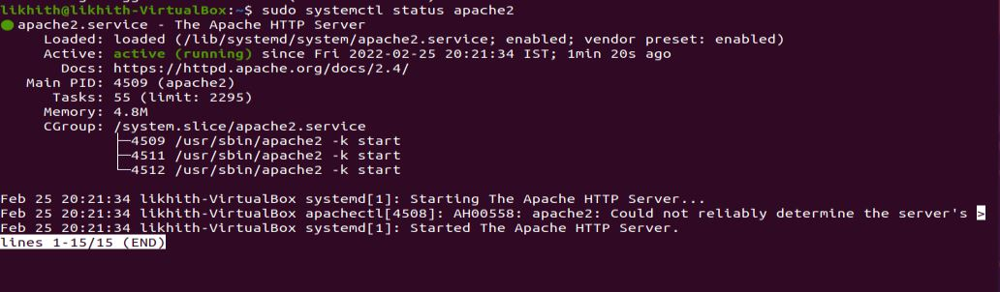 likhith@likhith-VirtualBox:~$ sudo systemctl status apache2
● apache2.service - The Apache HTTP Server
Loaded: loaded (/lib/systemd/system/apache2.service; enabled; vendor preset: enabled)
Active: active (running) since Fri 2022-02-25 20:21:34 IST; 1min 20s ago
Docs: https://httpd.apache.org/docs/2.4/
Main PID: 4509 (apache2)
Tasks: 55 (limit: 2295)
Memory: 4.8M
CGroup: /system.slice/apache2.service
├─4509 /usr/sbin/apache2 -k start
├─4511 /usr/sbin/apache2 -k start
└─4512 /usr/sbin/apache2 -k start
Feb 25 20:21:34 likhith-VirtualBox systemd[1]: Starting The Apache HTTP Server...
Feb 25 20:21:34 likhith-VirtualBox apachectl[4508]: AH00558: apache2: Could not reliably determine the server's >
Feb 25 20:21:34 likhith-VirtualBox systemd[1]: Started The Apache HTTP Server.
lines 1-15/15 (END)